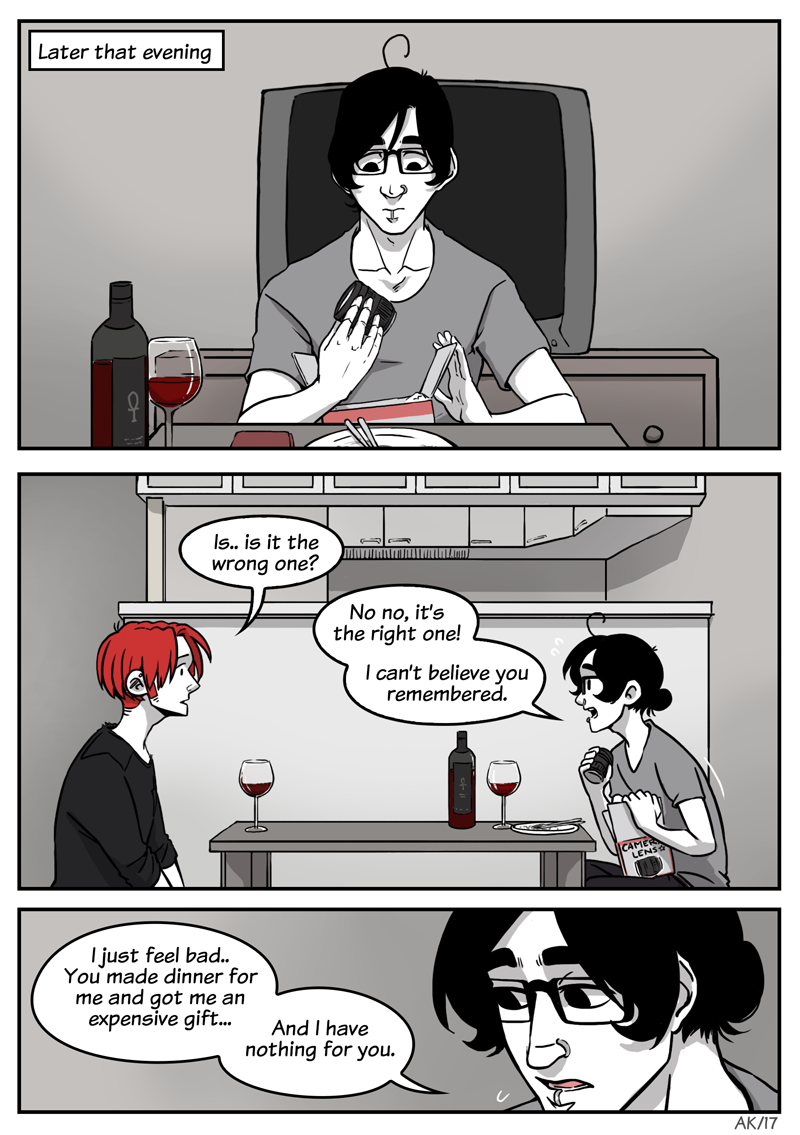 Later that evening
Is.. is it the
wrong one?
No no, it's
the right one!
I can't believe you
remembered.
CAMERA
LENS☆
I just feel bad..
You made dinner for
me and got me an
expensive gift...
And I have
nothing for you.
AK/17